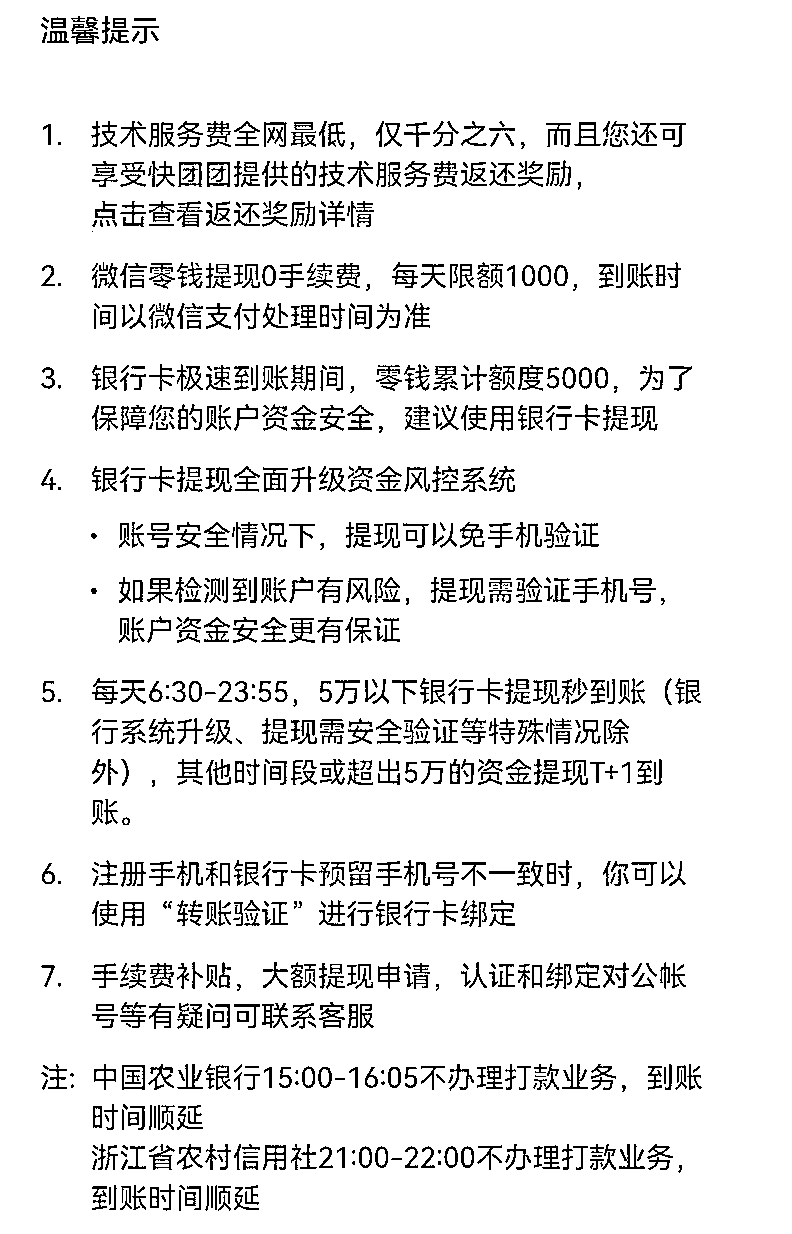 温馨提示
1. 技术服务费全网最低，仅千分之六，而且您还可
享受快团团提供的技术服务费返还奖励，
点击查看返还奖励详情
2. 微信零钱提现0手续费，每天限额1000，到账时
间以微信支付处理时间为准
3. 银行卡极速到账期间，零钱累计额度5000，为了
保障您的账户资金安全，建议使用银行卡提现
4. 银行卡提现全面升级资金风控系统
· 账号安全情况下，提现可以免手机验证
· 如果检测到账户有风险，提现需验证手机号，
账户资金安全更有保证
5. 每天6:30-23:55，5万以下银行卡提现秒到账（银
行系统升级、提现需安全验证等特殊情况除
外），其他时间段或超出5万的资金提现T+1到
账。
6. 注册手机和银行卡预留手机号不一致时，你可以
使用“转账验证”进行银行卡绑定
7. 手续费补贴，大额提现申请，认证和绑定对公帐
号等有疑问可联系客服
注: 中国农业银行15:00-16:05不办理打款业务，到账
时间顺延
浙江省农村信用社21:00-22:00不办理打款业务，
到账时间顺延